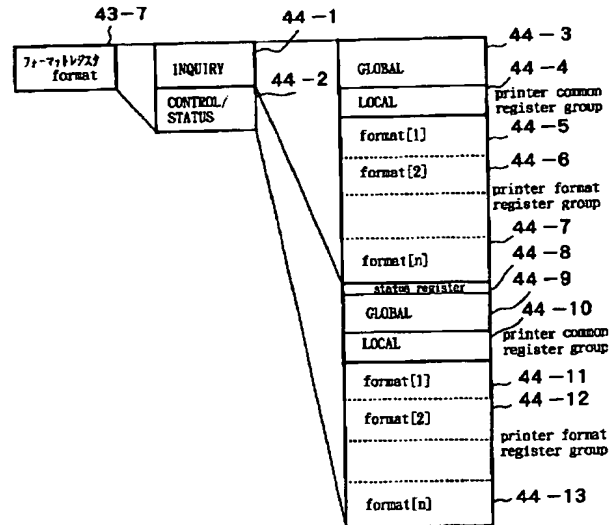 43-7
フォーマットレジスタ
format
44-1
INQUIRY
44-2
CONTROL/
STATUS
44-3
GLOBAL
44-4
LOCAL
printer common
register group
44-5
format[1]
44-6
format[2]
printer format
register group
44-7
format[n]
44-8
status register
44-9
GLOBAL
44-10
LOCAL
printer common
register group
44-11
format[1]
44-12
format[2]
printer format
register group
44-13
format[n]